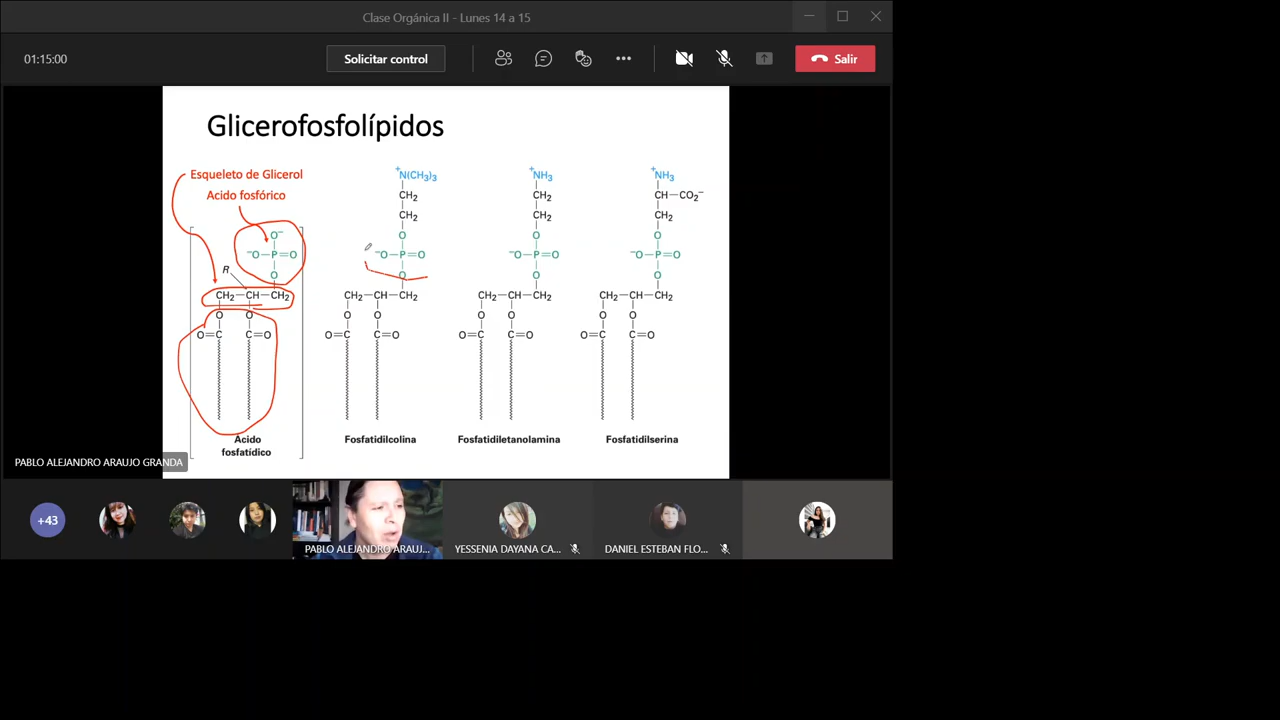 Clase Orgánica II - Lunes 14 a 15
01:15:00
Solicitar control
Salir
Glicerofosfolípidos
Esqueleto de Glicerol
Acido fosfórico
O⁻
⁻O—P=O
O
R
CH₂—CH—CH₂
O O
O=C C=O
Ácido
fosfatídico
⁺N(CH₃)₃
CH₂
CH₂
O
⁻O—P=O
O
CH₂—CH—CH₂
O O
O=C C=O
Fosfatidilcolina
⁺NH₃
CH₂
CH₂
O
⁻O—P=O
O
CH₂—CH—CH₂
O O
O=C C=O
Fosfatidiletanolamina
⁺NH₃
CH—CO₂⁻
CH₂
O
⁻O—P=O
O
CH₂—CH—CH₂
O O
O=C C=O
Fosfatidilserina
PABLO ALEJANDRO ARAUJO GRANDA
+43
PABLO ALEJANDRO ARAUJ...
YESSENIA DAYANA CA...
DANIEL ESTEBAN FLO...